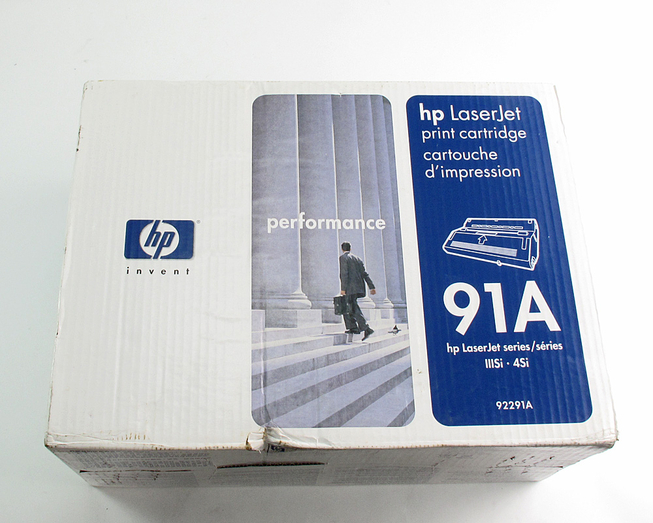 hp
invent
performance
hp LaserJet
print cartridge
cartouche
d'impression
91A
hp LaserJet series/séries
IIISi · 4Si
92291A